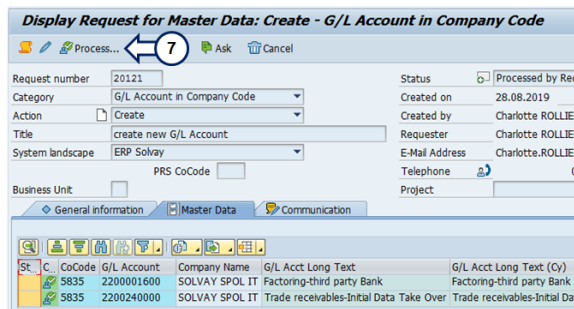 Display Request for Master Data: Create - G/L Account in Company Code
Process... 7 Ask Cancel
Request number 20121 Status Processed by Rec
Category G/L Account in Company Code Created on 28.08.2019
Action Create Created by Charlotte ROLLIE
Title create new G/L Account Requester Charlotte ROLLIE
System landscape ERP Solvay E-Mail Address Charlotte.ROLLIE
PRS CoCode Telephone 0
Business Unit Project
General information Master Data Communication
St... C... CoCode G/L Account Company Name G/L Acct Long Text G/L Acct Long Text (Cy)
5835 2200001600 SOLVAY SPOL IT Factoring-third party Bank Factoring-third party Bank
5835 2200240000 SOLVAY SPOL IT Trade receivables-Initial Data Take Over Trade receivables-Initial Da